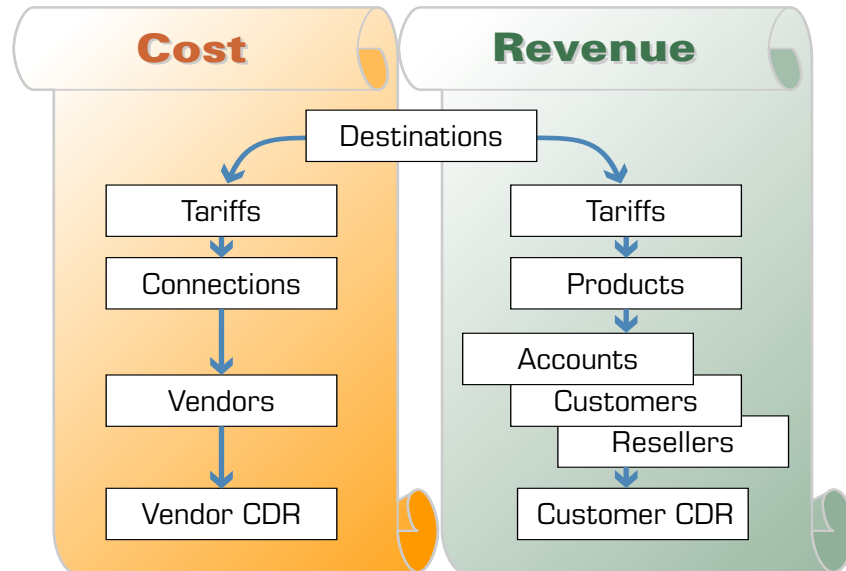 Cost
Revenue
Destinations
Tariffs
Connections
Vendors
Vendor CDR
Tariffs
Products
Accounts
Customers
Resellers
Customer CDR